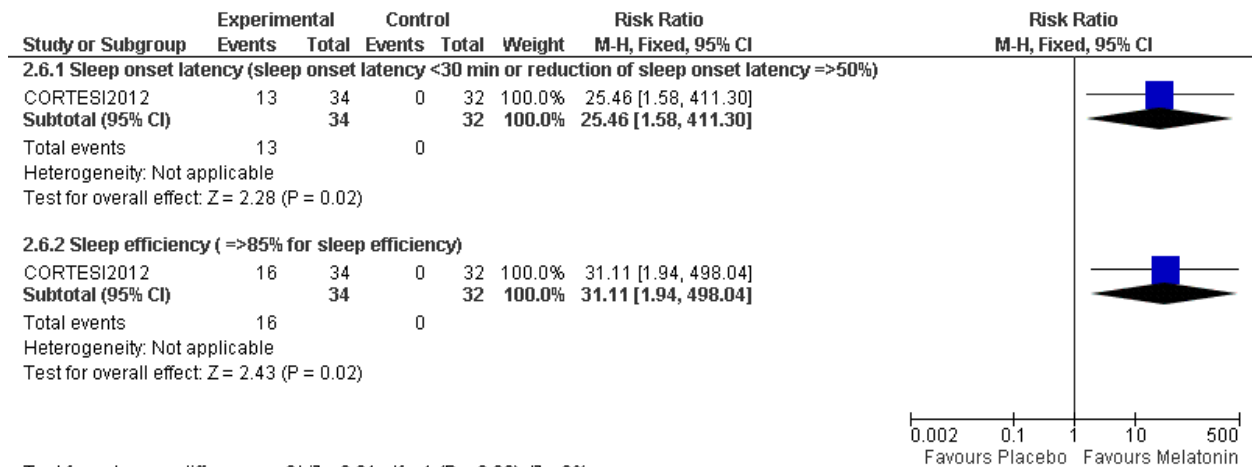 Experimental Control Risk Ratio Risk Ratio
Study or Subgroup Events Total Events Total Weight M-H, Fixed, 95% CI M-H, Fixed, 95% CI
2.6.1 Sleep onset latency (sleep onset latency <30 min or reduction of sleep onset latency =>50%)
CORTESI2012 13 34 0 32 100.0% 25.46 [1.58, 411.30]
Subtotal (95% CI) 34 32 100.0% 25.46 [1.58, 411.30]
Total events 13 0
Heterogeneity: Not applicable
Test for overall effect: Z = 2.28 (P = 0.02)
2.6.2 Sleep efficiency ( =>85% for sleep efficiency)
CORTESI2012 16 34 0 32 100.0% 31.11 [1.94, 498.04]
Subtotal (95% CI) 34 32 100.0% 31.11 [1.94, 498.04]
Total events 16 0
Heterogeneity: Not applicable
Test for overall effect: Z = 2.43 (P = 0.02)
0.002 0.1 1 10 500
Favours Placebo Favours Melatonin